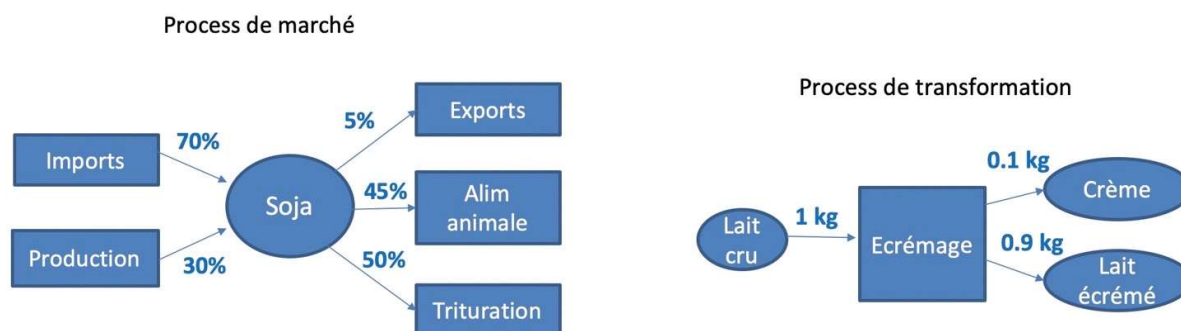 Process de marché
Imports
70%
Production
30%
Soja
5%
Exports
45%
Alim
animale
50%
Trituration
Process de transformation
Lait
cru
1 kg
Ecrémage
0.1 kg
Crème
0.9 kg
Lait
écrémé